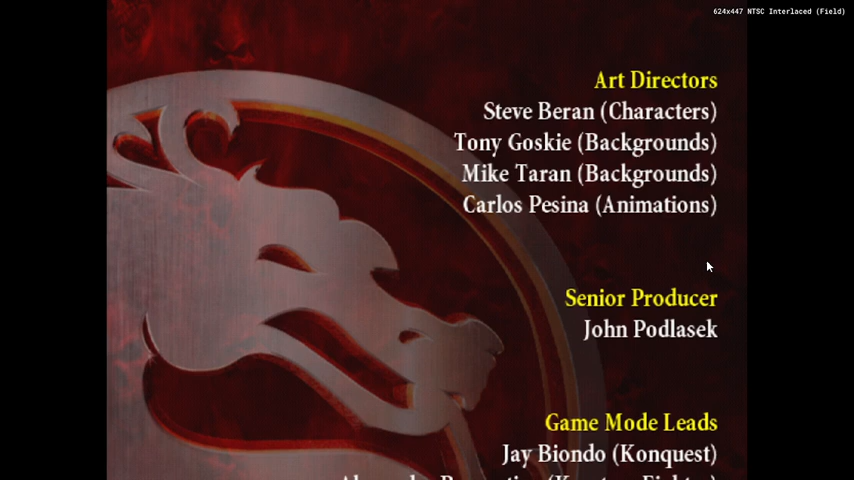 624x447 NTSC Interlaced (Field)
Art Directors
Steve Beran (Characters)
Tony Goskie (Backgrounds)
Mike Taran (Backgrounds)
Carlos Pesina (Animations)
Senior Producer
John Podlasek
Game Mode Leads
Jay Biondo (Konquest)